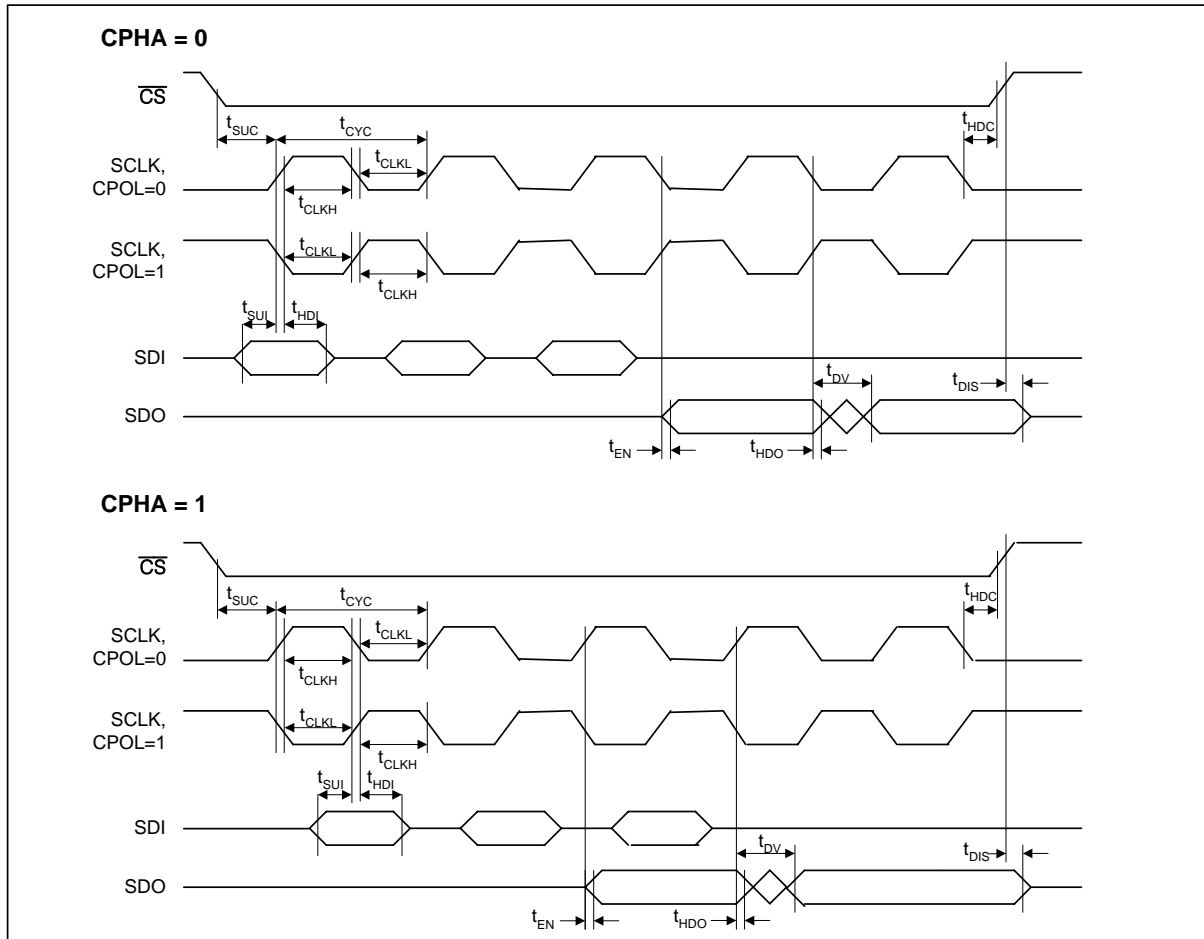 CPHA = 0
CS
tSUC
tCYC
tHDC
tCLKL
SCLK,
CPOL=0
tCLKH
SCLK,
CPOL=1
tCLKL
tCLKH
tSUI
tHDI
SDI
tDV
tDIS
SDO
tEN
tHDO
CPHA = 1
CS
tSUC
tCYC
tHDC
tCLKL
SCLK,
CPOL=0
tCLKH
SCLK,
CPOL=1
tCLKL
tCLKH
tSUI
tHDI
SDI
tDV
tDIS
SDO
tEN
tHDO